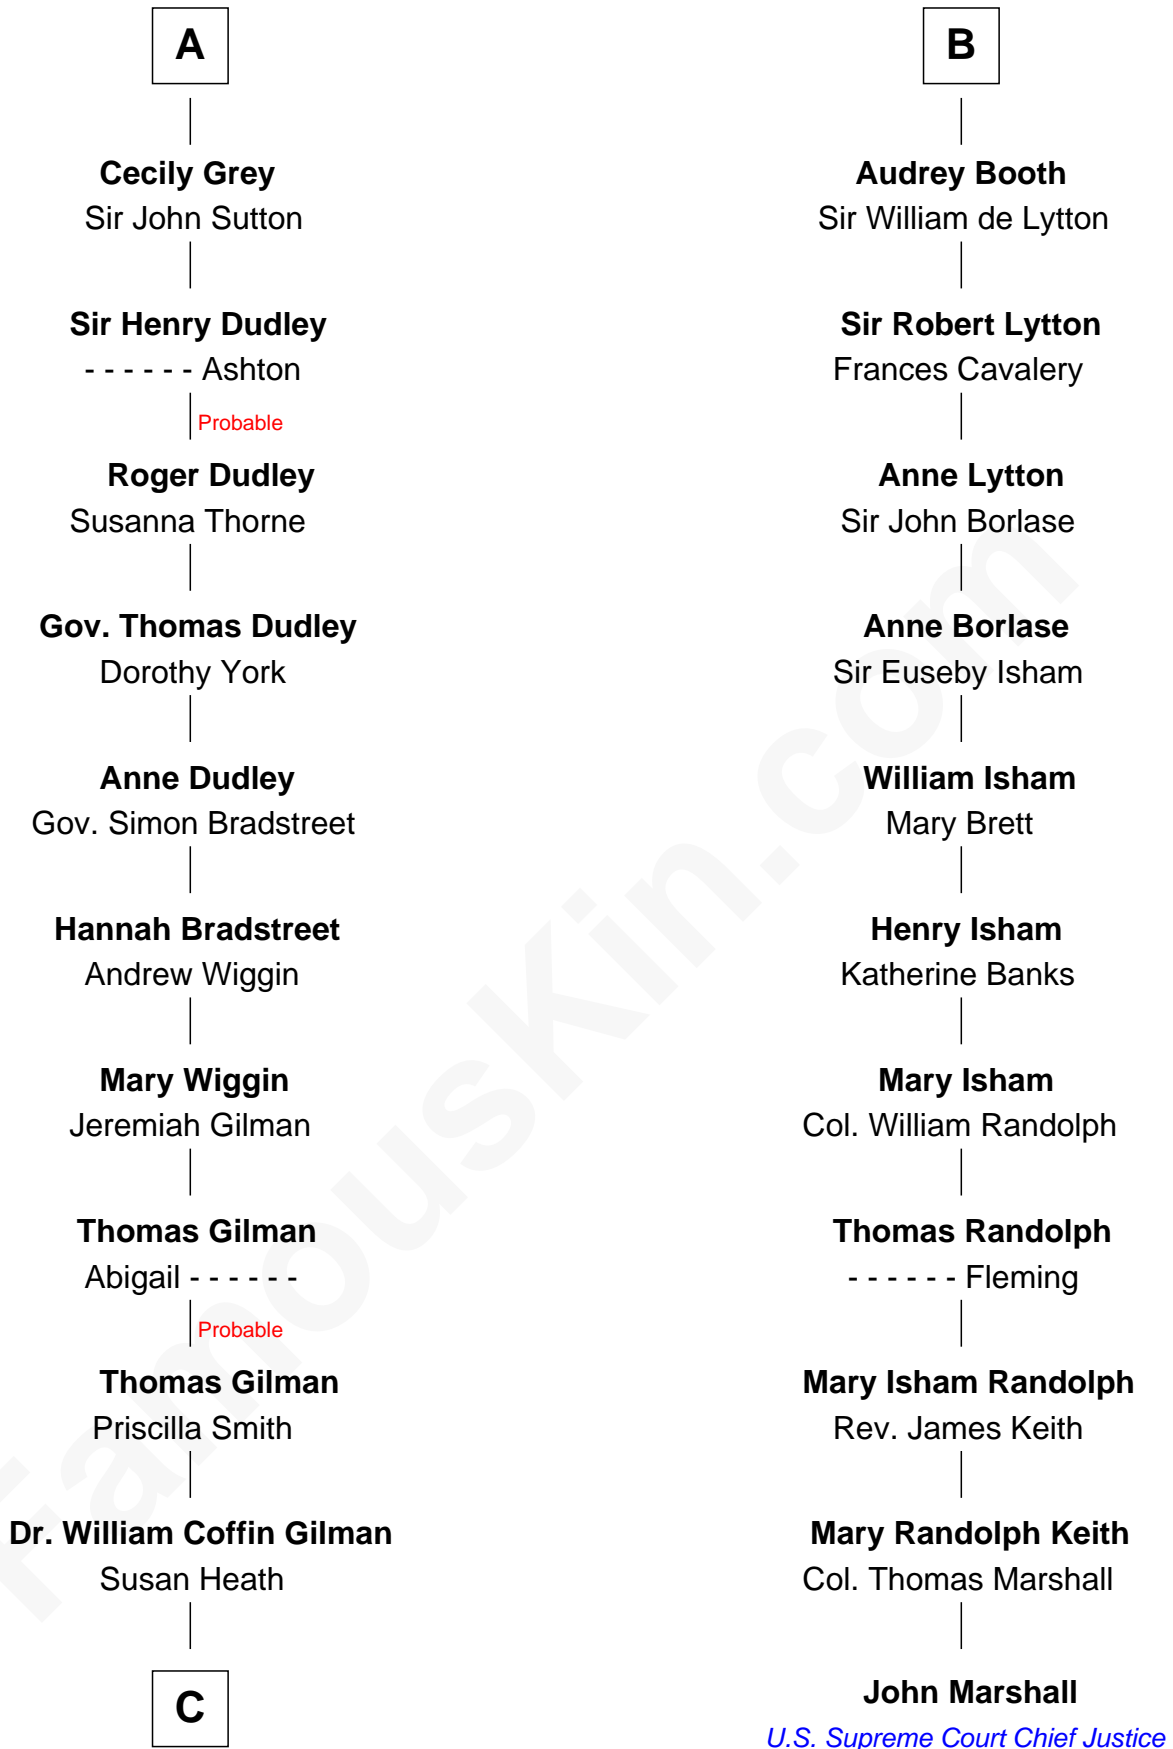 A
Cecily Grey
Sir John Sutton
Sir Henry Dudley
- - - - - - Ashton
Probable
Roger Dudley
Susanna Thorne
Gov. Thomas Dudley
Dorothy York
Anne Dudley
Gov. Simon Bradstreet
Hannah Bradstreet
Andrew Wiggin
Mary Wiggin
Jeremiah Gilman
Thomas Gilman
Abigail - - - - - -
Probable
Thomas Gilman
Priscilla Smith
Dr. William Coffin Gilman
Susan Heath
C
B
Audrey Booth
Sir William de Lytton
Sir Robert Lytton
Frances Cavalery
Anne Lytton
Sir John Borlase
Anne Borlase
Sir Euseby Isham
William Isham
Mary Brett
Henry Isham
Katherine Banks
Mary Isham
Col. William Randolph
Thomas Randolph
- - - - - - Fleming
Mary Isham Randolph
Rev. James Keith
Mary Randolph Keith
Col. Thomas Marshall
John Marshall
U.S. Supreme Court Chief Justice
FamousKin.com